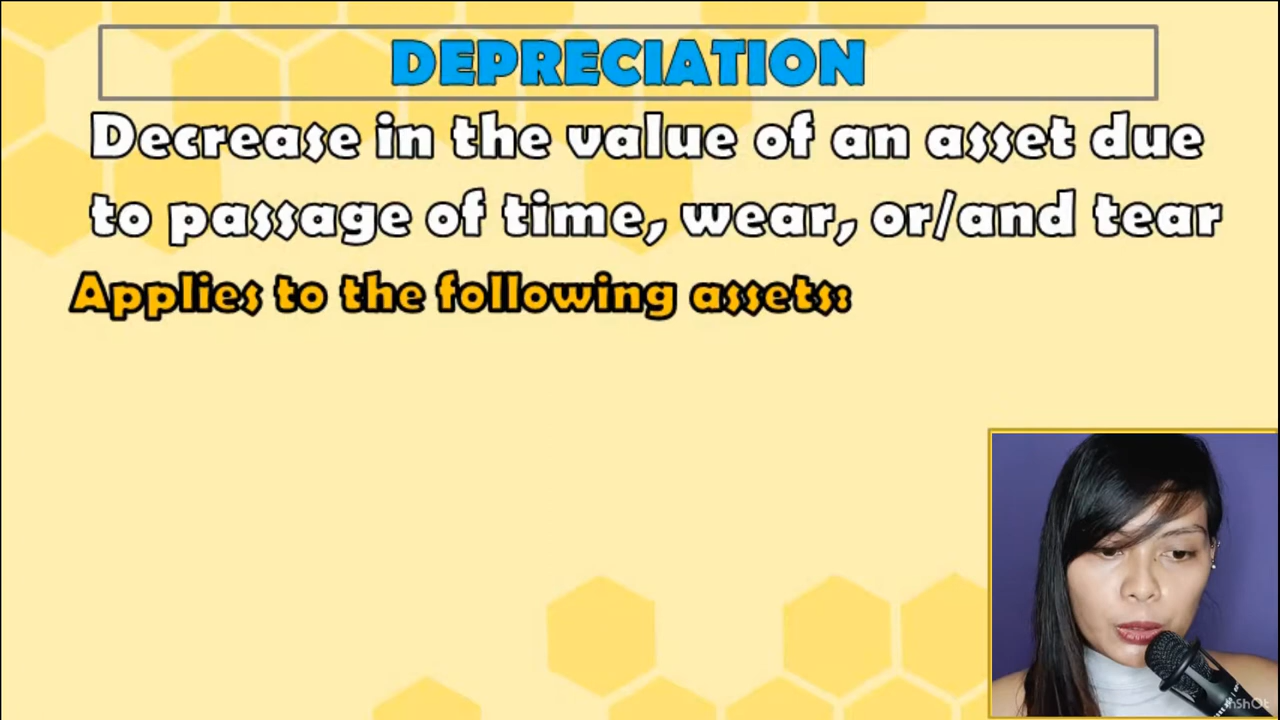 DEPRECIATION
Decrease in the value of an asset due
to passage of time, wear, or/and tear
Applies to the following assets:
InShOt